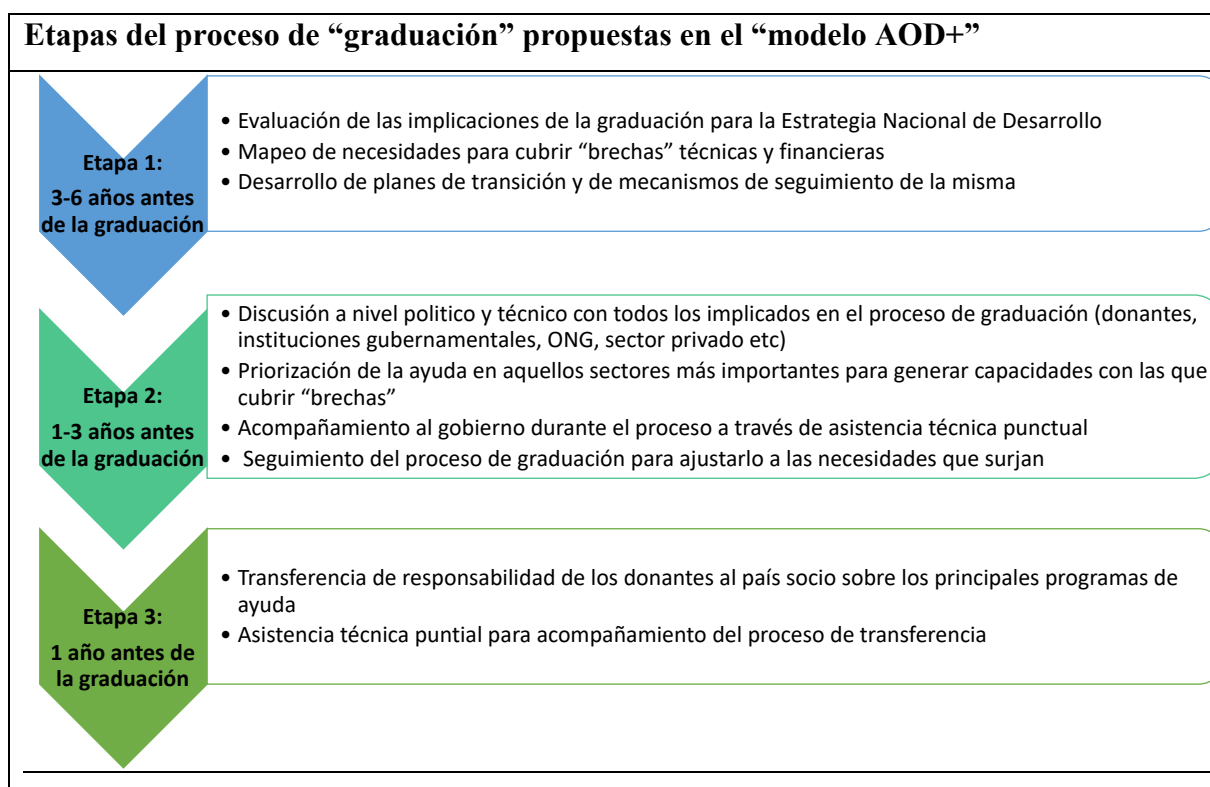 Etapas del proceso de “graduación” propuestas en el “modelo AOD+”
Etapa 1:
3-6 años antes
de la graduación
• Evaluación de las implicaciones de la graduación para la Estrategia Nacional de Desarrollo
• Mapeo de necesidades para cubrir “brechas” técnicas y financieras
• Desarrollo de planes de transición y de mecanismos de seguimiento de la misma
Etapa 2:
1-3 años antes
de la graduación
• Discusión a nivel politico y técnico con todos los implicados en el proceso de graduación (donantes,
instituciones gubernamentales, ONG, sector privado etc)
• Priorización de la ayuda en aquellos sectores más importantes para generar capacidades con las que
cubrir “brechas”
• Acompañamiento al gobierno durante el proceso a través de asistencia técnica punctual
• Seguimiento del proceso de graduación para ajustarlo a las necesidades que surjan
Etapa 3:
1 año antes de
la graduación
• Transferencia de responsabilidad de los donantes al país socio sobre los principales programas de
ayuda
• Asistencia técnica puntial para acompañamiento del proceso de transferencia